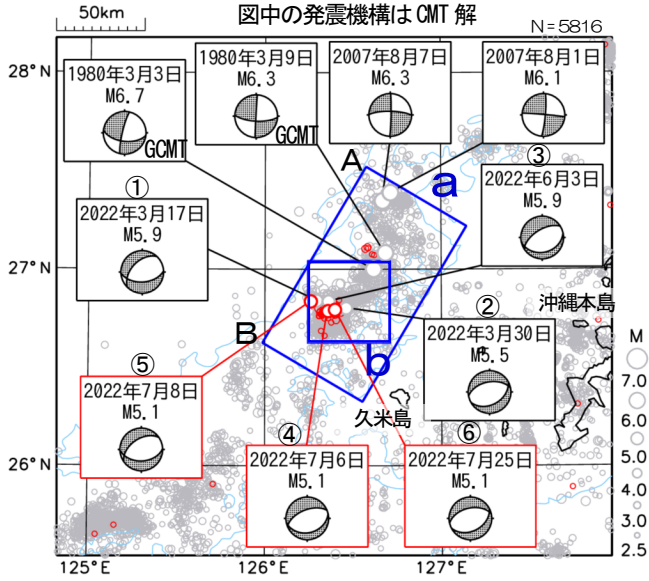 50km
図中の発震機構は CMT 解
N=5816
28°N
27°N
26°N
125°E
126°E
127°E
1980年3月3日
M6.7
GCMT
1980年3月9日
M6.3
GCMT
2007年8月7日
M6.3
2007年8月1日
M6.1
③
2022年6月3日
M5.9
①
2022年3月17日
M5.9
A
a
B
b
沖縄本島
②
2022年3月30日
M5.5
久米島
⑤
2022年7月8日
M5.1
④
2022年7月6日
M5.1
⑥
2022年7月25日
M5.1
M
7.0
6.0
5.0
4.0
3.0
2.5